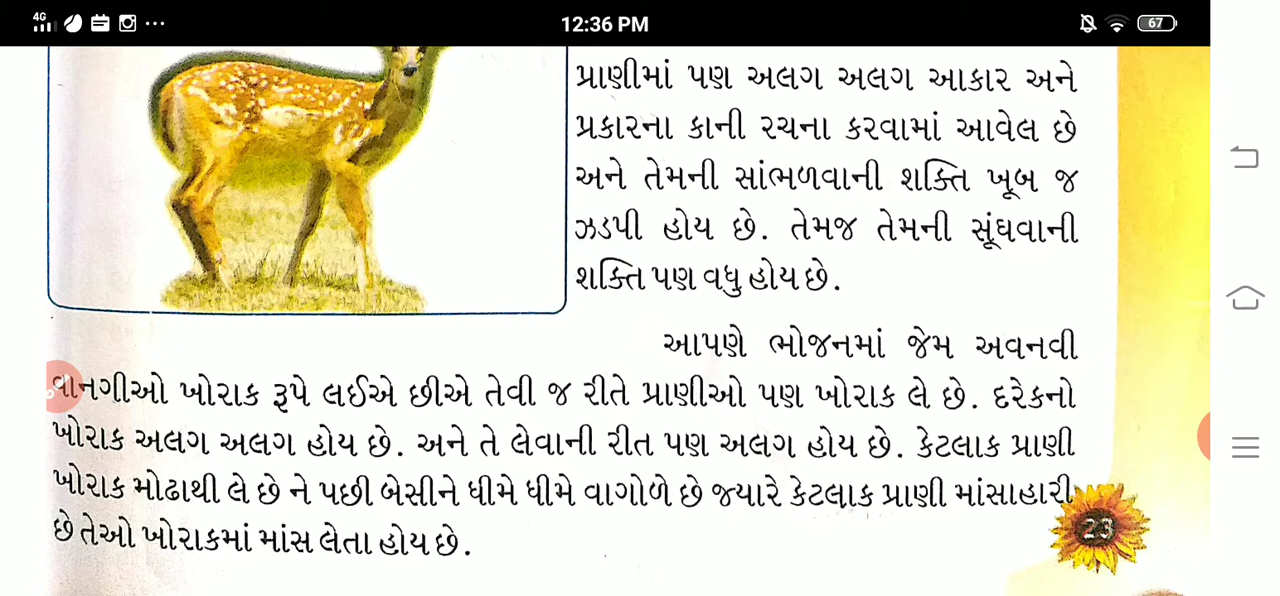 4G
12:36 PM
67
પ્રાણીમાં પણ અલગ અલગ આકાર અને
પ્રકારના કાની રચના કરવામાં આવેલ છે
અને તેમની સાંભળવાની શક્તિ ખૂબ જ
ઝડપી હોય છે. તેમજ તેમની સૂંઘવાની
શક્તિ પણ વધુ હોય છે.
આપણે ભોજનમાં જેમ અવનવી
વાનગીઓ ખોરાક રૂપે લઈએ છીએ તેવી જ રીતે પ્રાણીઓ પણ ખોરાક લે છે. દરેકનો
ખોરાક અલગ અલગ હોય છે. અને તે લેવાની રીત પણ અલગ હોય છે. કેટલાક પ્રાણી
ખોરાક મોઢાથી લે છે ને પછી બેસીને ધીમે ધીમે વાગોળે છે જ્યારે કેટલાક પ્રાણી માંસાહારી
છે તેઓ ખોરાકમાં માંસ લેતા હોય છે.
23